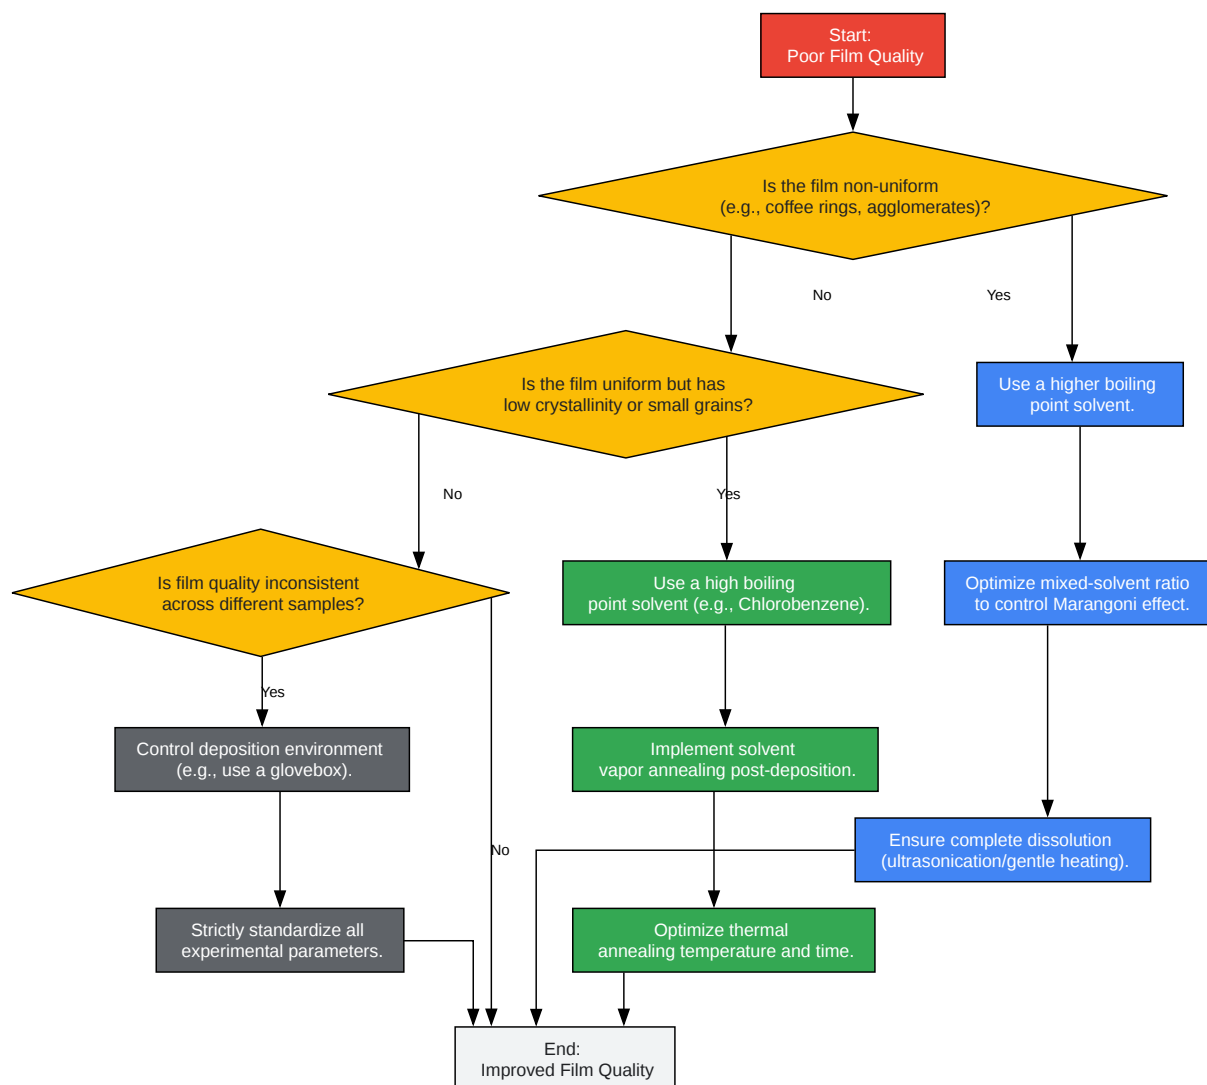 Start:
Poor Film Quality
Is the film non-uniform
(e.g., coffee rings, agglomerates)?
No
Yes
Is the film uniform but has
low crystallinity or small grains?
Use a higher boiling
point solvent.
No
Yes
Is film quality inconsistent
across different samples?
Use a high boiling
point solvent (e.g., Chlorobenzene).
Optimize mixed-solvent ratio
to control Marangoni effect.
Yes
Control deposition environment
(e.g., use a glovebox).
Implement solvent
vapor annealing post-deposition.
No
Ensure complete dissolution
(ultrasonication/gentle heating).
Strictly standardize all
experimental parameters.
Optimize thermal
annealing temperature and time.
End:
Improved Film Quality